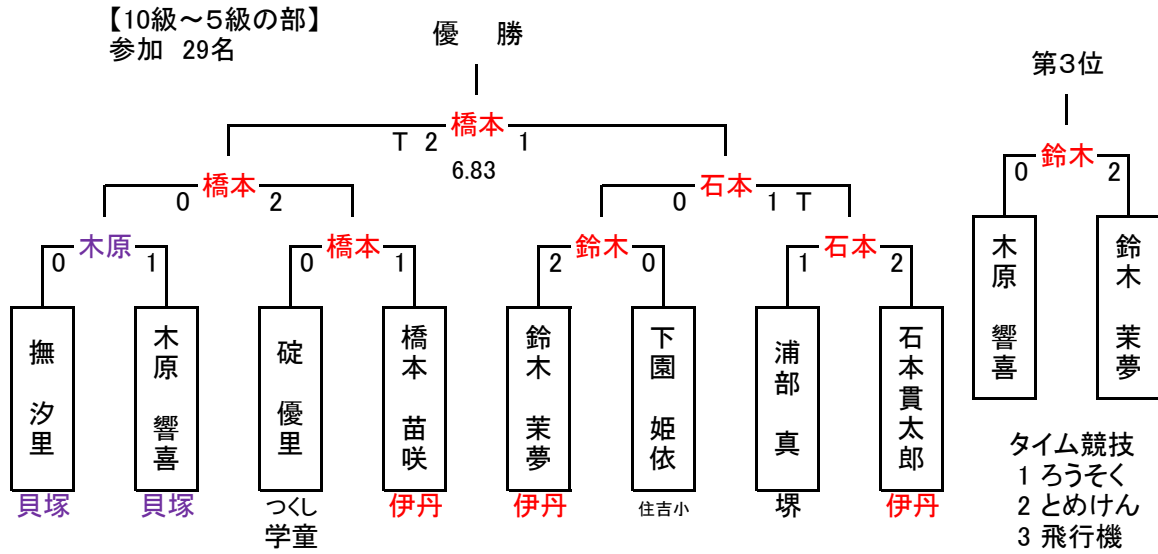 【10級～5級の部】
参加 29名
優 勝
第3位
橋本
T 2 1
6.83
橋本
0 2
石本
0 1 T
鈴木
0 2
木原
0 1
橋本
0 1
鈴木
2 0
石本
1 2
撫 汐里
木原 響喜
碇 優里
橋本 苗咲
鈴木 茉夢
下園 姫依
浦部 真
石本貫太郎
木原 響喜
鈴木 茉夢
貝塚
貝塚
つくし
学童
伊丹
伊丹
住吉小
堺
伊丹
タイム競技
1 ろうそく
2 とめけん
3 飛行機